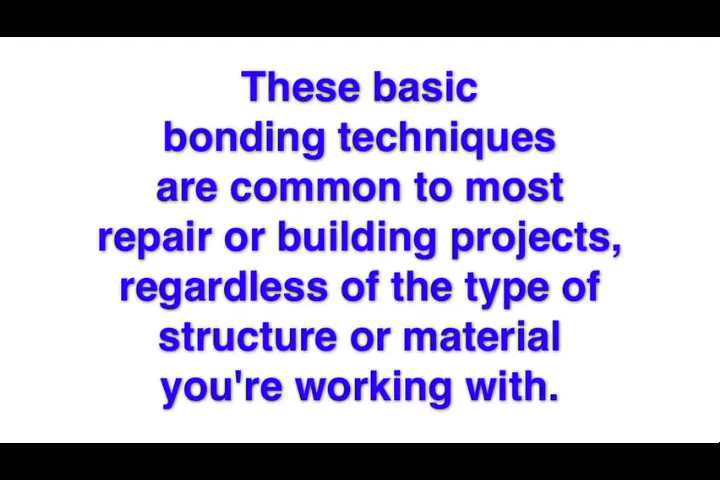 These basic
bonding techniques
are common to most
repair or building projects,
regardless of the type of
structure or material
you're working with.